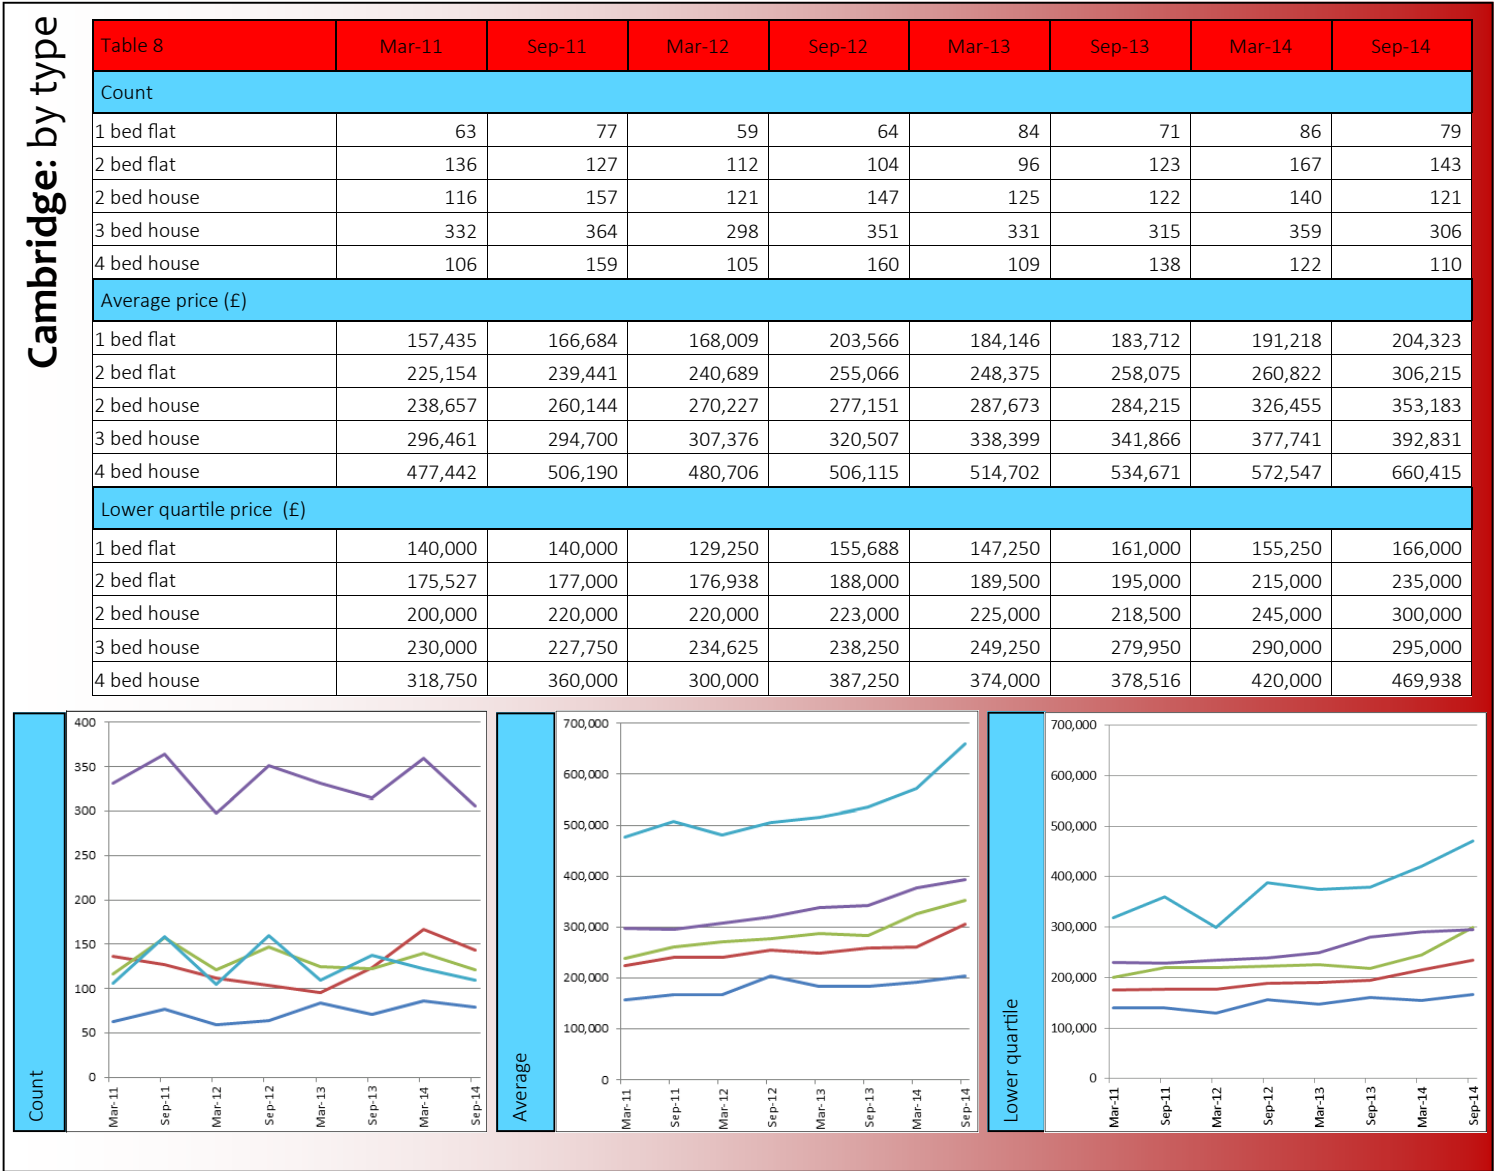 Cambridge: by type
Table 8 Mar-11 Sep-11 Mar-12 Sep-12 Mar-13 Sep-13 Mar-14 Sep-14
Count
1 bed flat 63 77 59 64 84 71 86 79
2 bed flat 136 127 112 104 96 123 167 143
2 bed house 116 157 121 147 125 122 140 121
3 bed house 332 364 298 351 331 315 359 306
4 bed house 106 159 105 160 109 138 122 110
Average price (£)
1 bed flat 157,435 166,684 168,009 203,566 184,146 183,712 191,218 204,323
2 bed flat 225,154 239,441 240,689 255,066 248,375 258,075 260,822 306,215
2 bed house 238,657 260,144 270,227 277,151 287,673 284,215 326,455 353,183
3 bed house 296,461 294,700 307,376 320,507 338,399 341,866 377,741 392,831
4 bed house 477,442 506,190 480,706 506,115 514,702 534,671 572,547 660,415
Lower quartile price (£)
1 bed flat 140,000 140,000 129,250 155,688 147,250 161,000 155,250 166,000
2 bed flat 175,527 177,000 176,938 188,000 189,500 195,000 215,000 235,000
2 bed house 200,000 220,000 220,000 223,000 225,000 218,500 245,000 300,000
3 bed house 230,000 227,750 234,625 238,250 249,250 279,950 290,000 295,000
4 bed house 318,750 360,000 300,000 387,250 374,000 378,516 420,000 469,938
Count
400
350
300
250
200
150
100
50
0
Mar-11 Sep-11 Mar-12 Sep-12 Mar-13 Sep-13 Mar-14 Sep-14
Average
700,000
600,000
500,000
400,000
300,000
200,000
100,000
0
Mar-11 Sep-11 Mar-12 Sep-12 Mar-13 Sep-13 Mar-14 Sep-14
Lower quartile
700,000
600,000
500,000
400,000
300,000
200,000
100,000
0
Mar-11 Sep-11 Mar-12 Sep-12 Mar-13 Sep-13 Mar-14 Sep-14